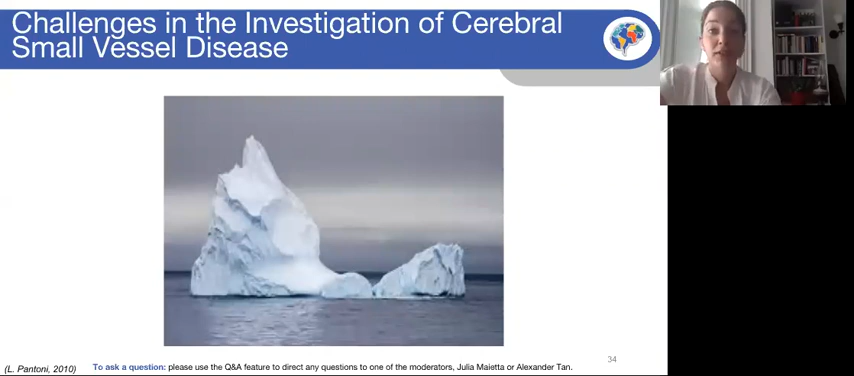 Challenges in the Investigation of Cerebral
Small Vessel Disease
34
(L. Pantoni, 2010)
To ask a question: please use the Q&A feature to direct any questions to one of the moderators, Julia Maietta or Alexander Tan.